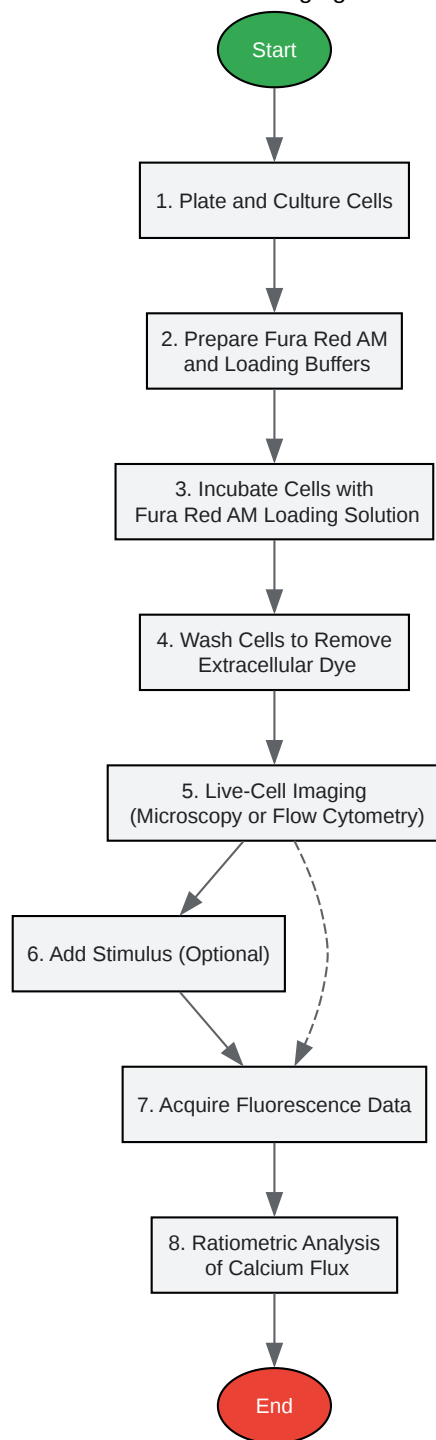 Start
1. Plate and Culture Cells
2. Prepare Fura Red AM
and Loading Buffers
3. Incubate Cells with
Fura Red AM Loading Solution
4. Wash Cells to Remove
Extracellular Dye
5. Live-Cell Imaging
(Microscopy or Flow Cytometry)
6. Add Stimulus (Optional)
7. Acquire Fluorescence Data
8. Ratiometric Analysis
of Calcium Flux
End